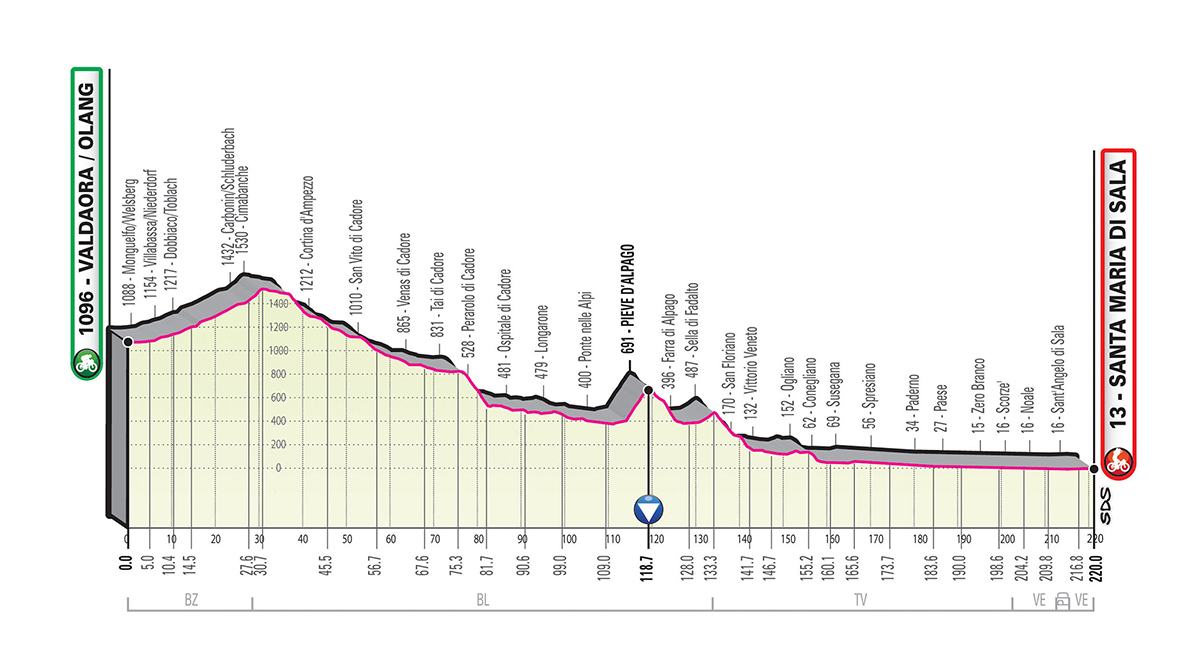 1096 - VALDAORA / OLANG
1088 - Monguelfo/Welsberg
1154 - Villabassa/Niederdorf
1217 - Dobbiaco/Toblach
1432 - Carbonin/Schluderbach
1530 - Cimabanche
1212 - Cortina d'Ampezzo
1010 - San Vito di Cadore
865 - Venas di Cadore
831 - Tai di Cadore
528 - Perarolo di Cadore
481 - Ospitale di Cadore
479 - Longarone
400 - Ponte nelle Alpi
691 - PIEVE D'ALPAGO
396 - Farra di Alpago
487 - Sella di Fadalto
170 - San Floriano
132 - Vittorio Veneto
152 - Ogliano
62 - Conegliano
69 - Susegana
56 - Spresiano
34 - Paderno
27 - Paese
15 - Zero Branco
16 - Scorze'
16 - Noale
16 - Sant'Angelo di Sala
13 - SANTA MARIA DI SALA
1400
1200
1000
800
600
400
200
0
0 10 20 30 40 50 60 70 80 90 100 110 120 130 140 150 160 170 180 190 200 210 220
0.0 5.0 10.4 14.5 27.6 30.7 45.5 56.7 67.6 75.3 81.7 90.6 99.0 109.0 118.7 128.0 133.3 141.7 146.7 155.2 160.1 165.6 173.7 183.6 190.0 198.6 204.2 209.8 216.8 220.0
SDS
BZ BL TV VE PD VE